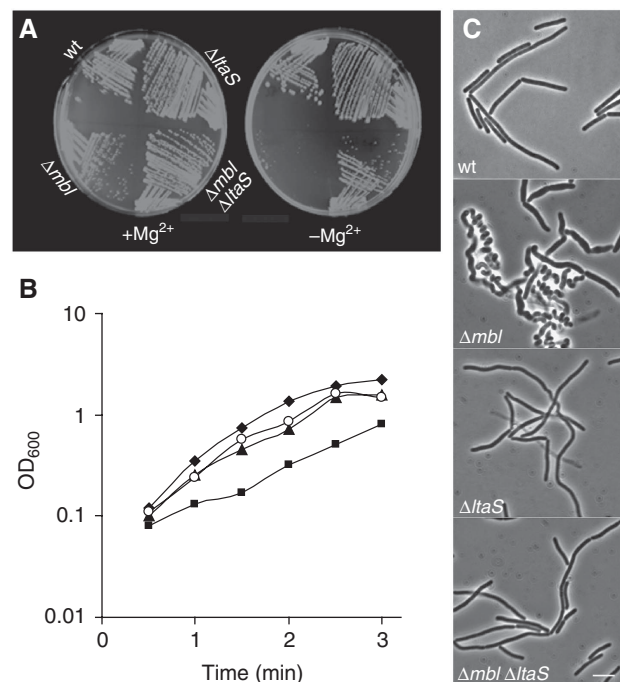 A
wt
ΔltaS
Δmbl
Δmbl
ΔltaS
+Mg²⁺
–Mg²⁺
B
10
1
0.1
0.01
OD₆₀₀
0
1
2
3
Time (min)
C
wt
Δmbl
ΔltaS
Δmbl ΔltaS